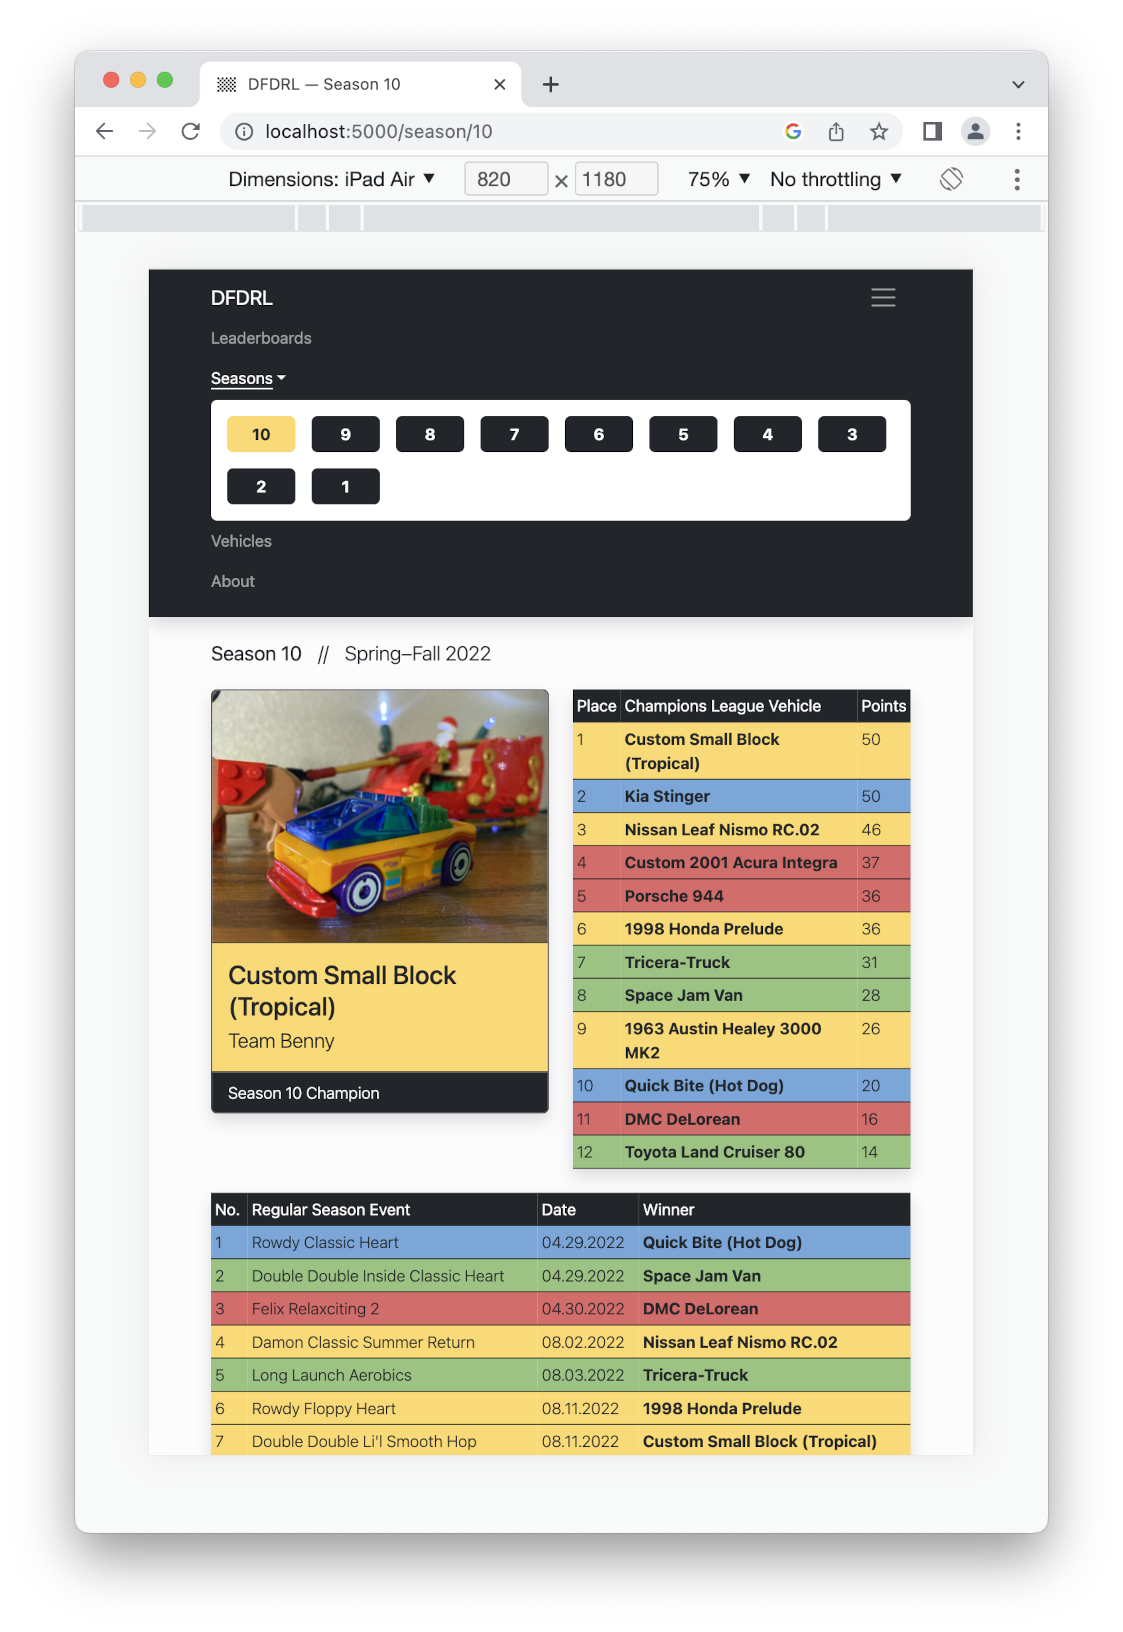 DFDRL — Season 10
localhost:5000/season/10
Dimensions: iPad Air ▼ 820 × 1180 75% ▼ No throttling ▼
DFDRL
Leaderboards
Seasons
10 9 8 7 6 5 4 3
2 1
Vehicles
About
Season 10 // Spring–Fall 2022
Custom Small Block
(Tropical)
Team Benny
Season 10 Champion
Place Champions League Vehicle Points
1 Custom Small Block 50
(Tropical)
2 Kia Stinger 50
3 Nissan Leaf Nismo RC.02 46
4 Custom 2001 Acura Integra 37
5 Porsche 944 36
6 1998 Honda Prelude 36
7 Tricera-Truck 31
8 Space Jam Van 28
9 1963 Austin Healey 3000 26
MK2
10 Quick Bite (Hot Dog) 20
11 DMC DeLorean 16
12 Toyota Land Cruiser 80 14
No. Regular Season Event Date Winner
1 Rowdy Classic Heart 04.29.2022 Quick Bite (Hot Dog)
2 Double Double Inside Classic Heart 04.29.2022 Space Jam Van
3 Felix Relaxciting 2 04.30.2022 DMC DeLorean
4 Damon Classic Summer Return 08.02.2022 Nissan Leaf Nismo RC.02
5 Long Launch Aerobics 08.03.2022 Tricera-Truck
6 Rowdy Floppy Heart 08.11.2022 1998 Honda Prelude
7 Double Double Li'l Smooth Hop 08.11.2022 Custom Small Block (Tropical)